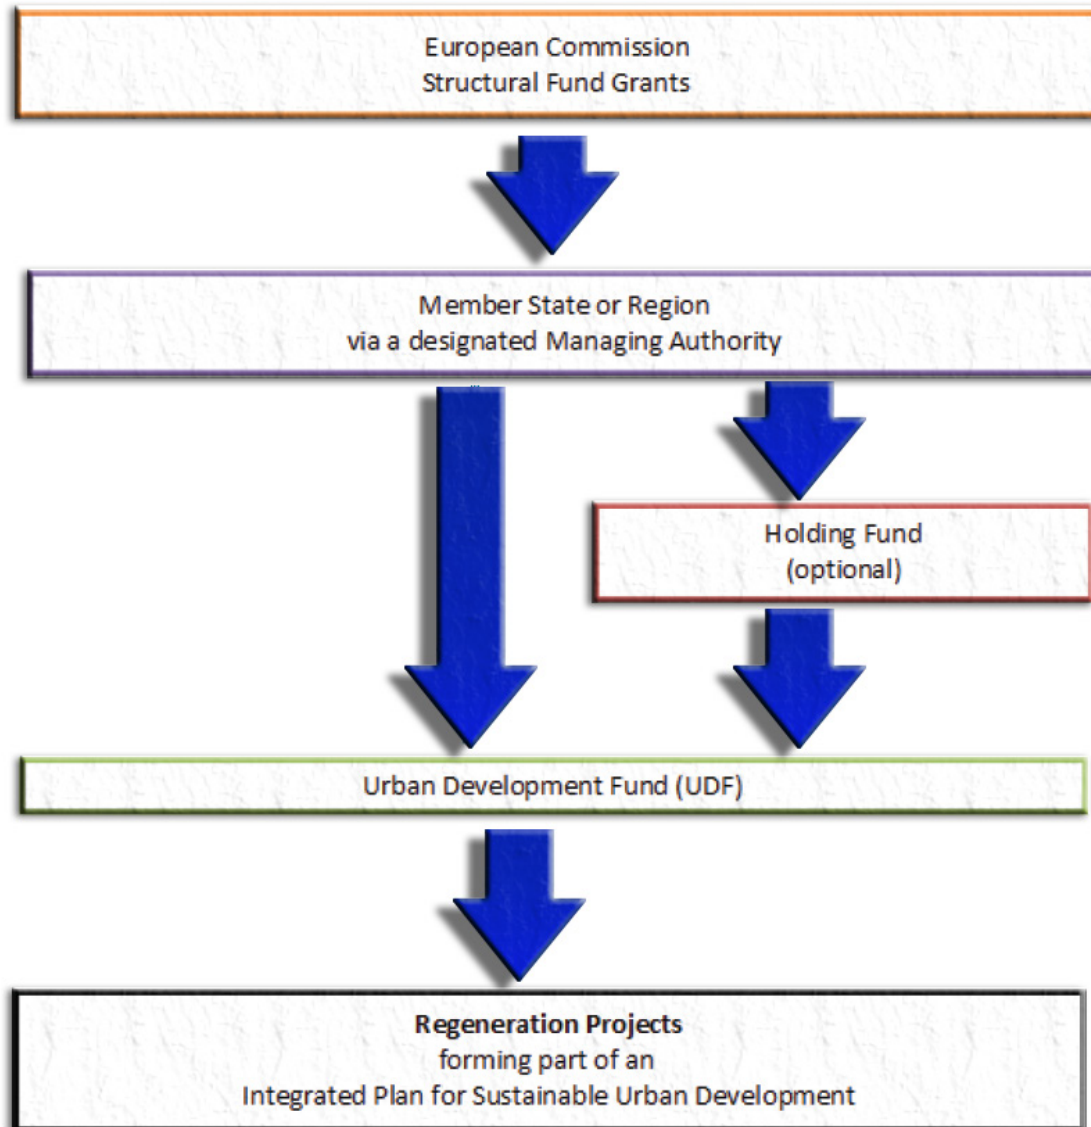 European Commission
Structural Fund Grants
Member State or Region
via a designated Managing Authority
Holding Fund
(optional)
Urban Development Fund (UDF)
Regeneration Projects
forming part of an
Integrated Plan for Sustainable Urban Development